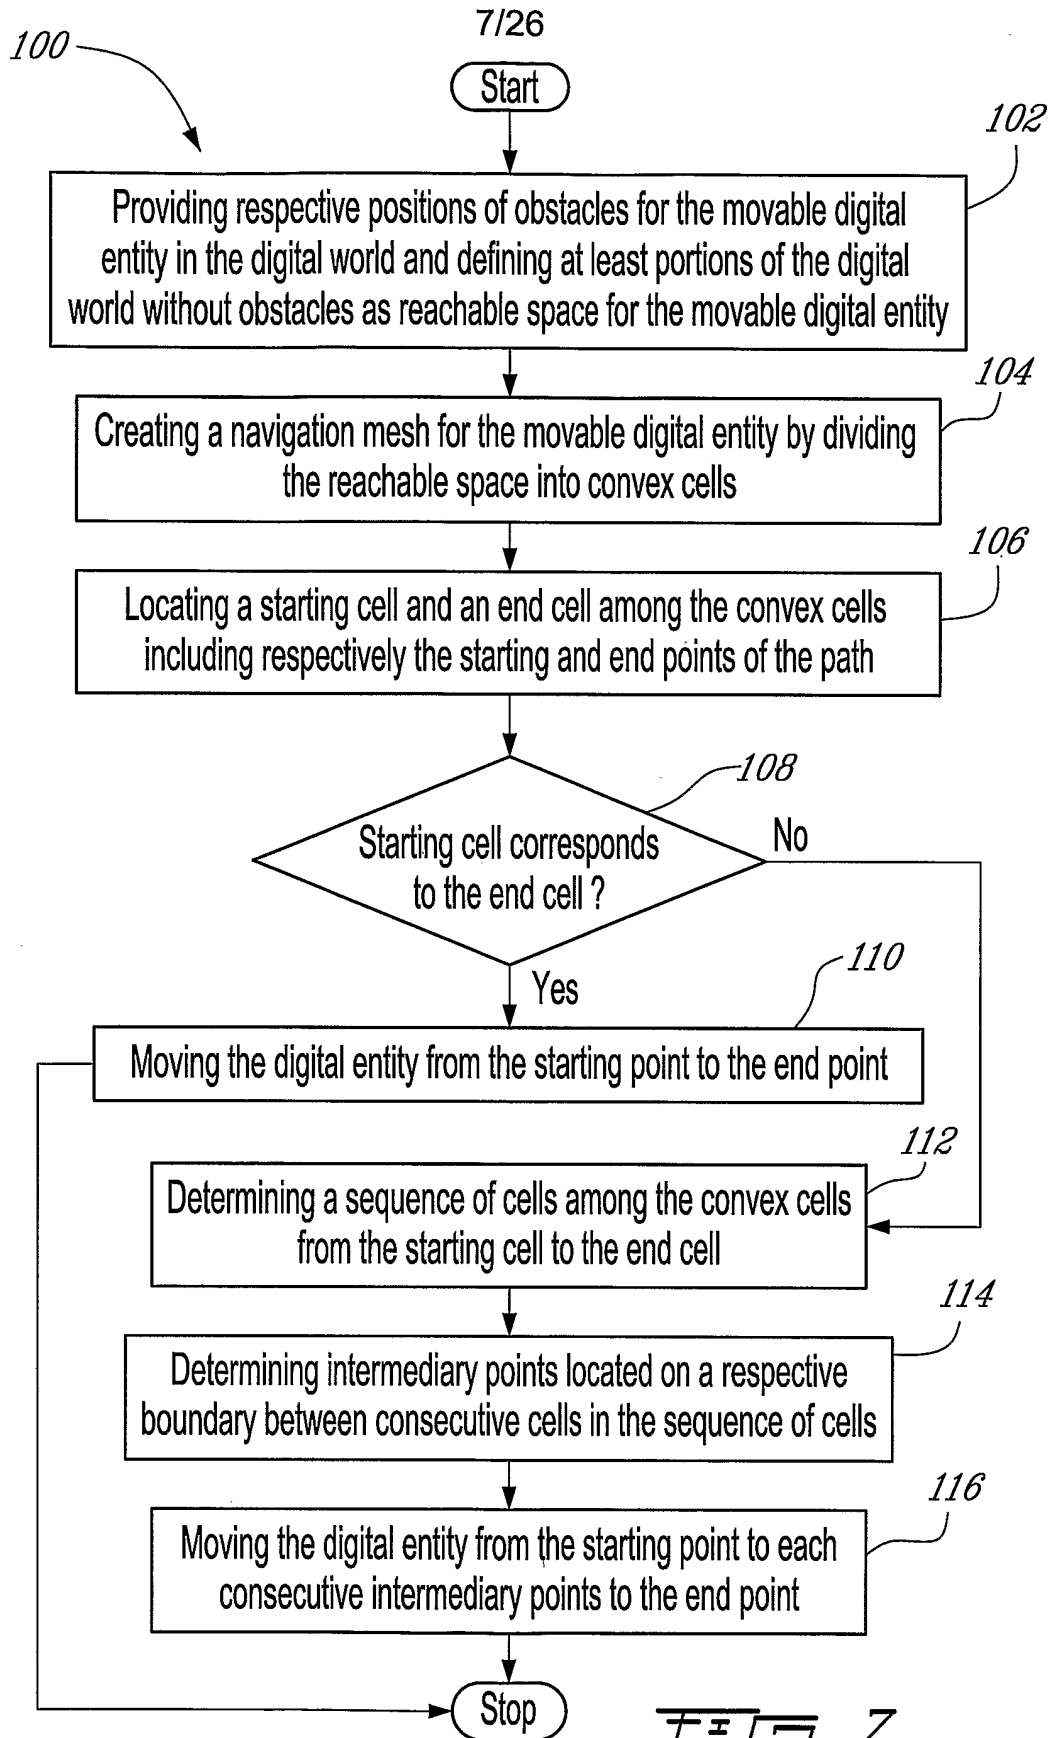 7/26
100
Start
102
Providing respective positions of obstacles for the movable digital
entity in the digital world and defining at least portions of the digital
world without obstacles as reachable space for the movable digital entity
104
Creating a navigation mesh for the movable digital entity by dividing
the reachable space into convex cells
106
Locating a starting cell and an end cell among the convex cells
including respectively the starting and end points of the path
108
Starting cell corresponds
to the end cell ?
No
Yes
110
Moving the digital entity from the starting point to the end point
112
Determining a sequence of cells among the convex cells
from the starting cell to the end cell
114
Determining intermediary points located on a respective
boundary between consecutive cells in the sequence of cells
116
Moving the digital entity from the starting point to each
consecutive intermediary points to the end point
Stop